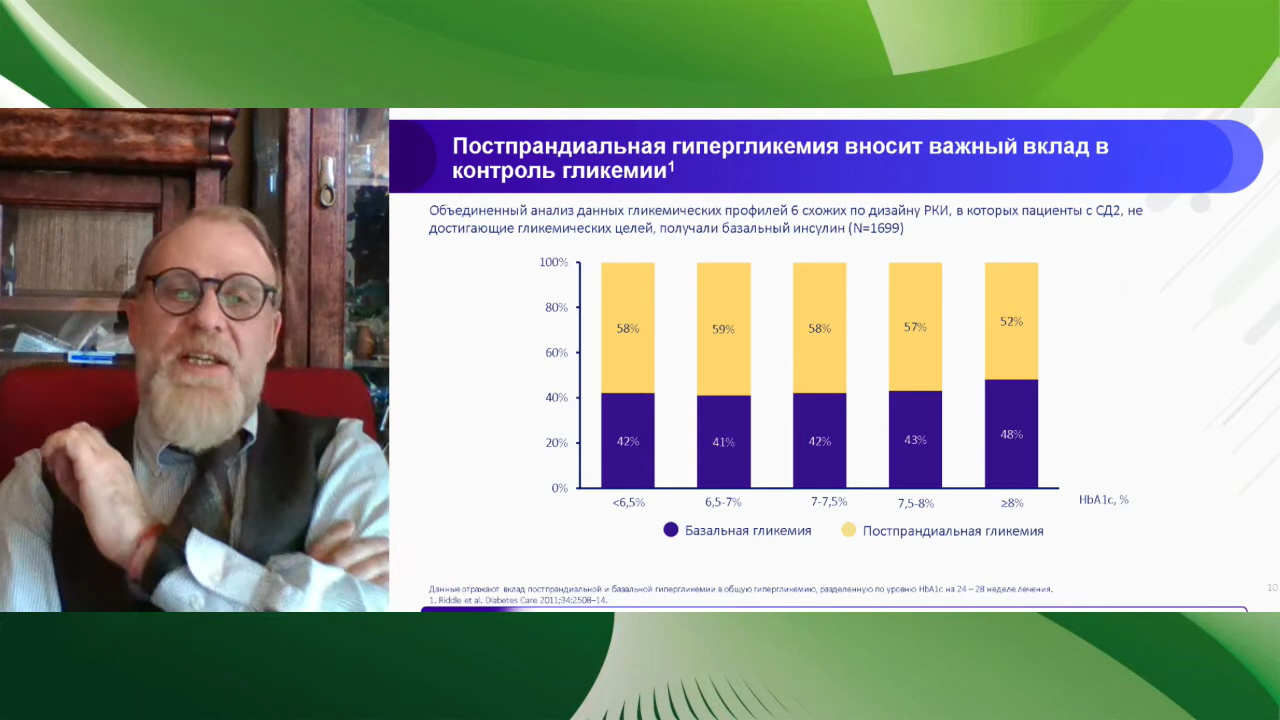 Постпрандиальная гипергликемия вносит важный вклад в
контроль гликемии¹
Объединенный анализ данных гликемических профилей 6 схожих по дизайну РКИ, в которых пациенты с СД2, не
достигающие гликемических целей, получали базальный инсулин (N=1699)
100%
80%
60%
40%
20%
0%
58%
59%
58%
57%
52%
42%
41%
42%
43%
48%
<6,5%
6,5-7%
7-7,5%
7,5-8%
≥8%
HbA1c, %
Базальная гликемия
Постпрандиальная гликемия
Данные отражают вклад постпрандиальной и базальной гипергликемии в общую гипергликемию, разделенную по уровню HbA1c на 24 – 28 неделе лечения.
1. Riddle et al. Diabetes Care 2011;34:2508–14.
10